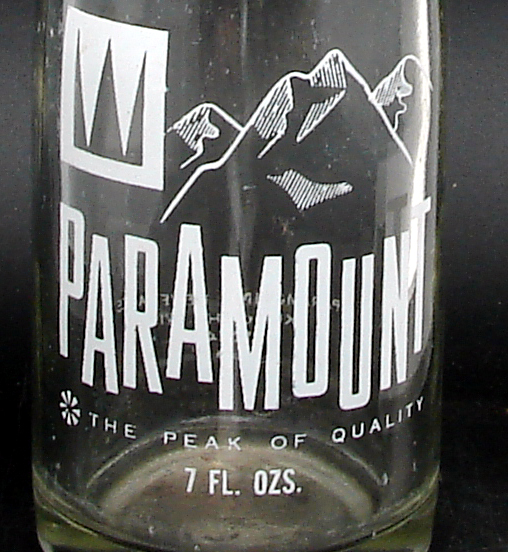 PARAMOUNT
THE PEAK OF QUALITY
7 FL. OZS.